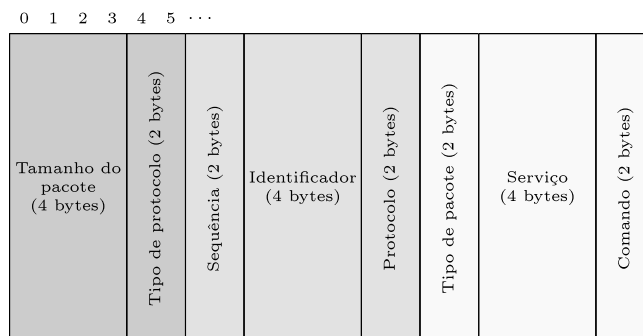 0 1 2 3 4 5 ···
Tamanho do
pacote
(4 bytes)
Tipo de protocolo (2 bytes)
Sequência (2 bytes)
Identificador
(4 bytes)
Protocolo (2 bytes)
Tipo de pacote (2 bytes)
Serviço
(4 bytes)
Comando (2 bytes)